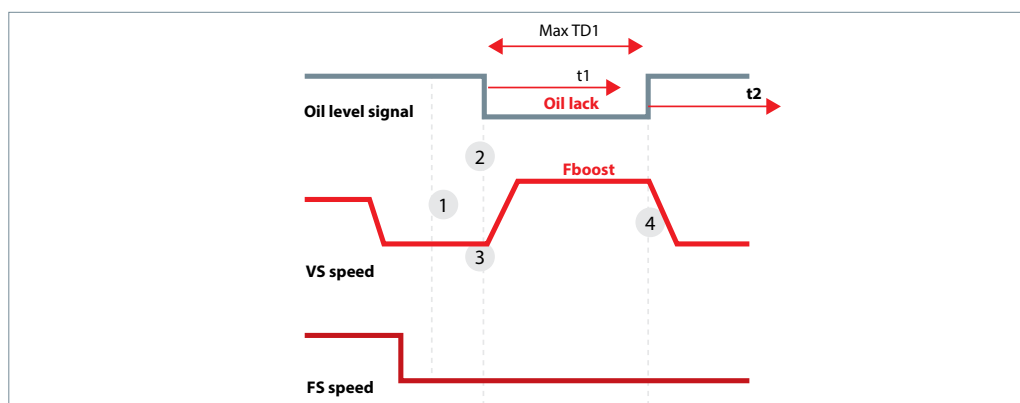 Max TD1
t1
t2
Oil lack
Oil level signal
2
Fboost
1
4
3
VS speed
FS speed